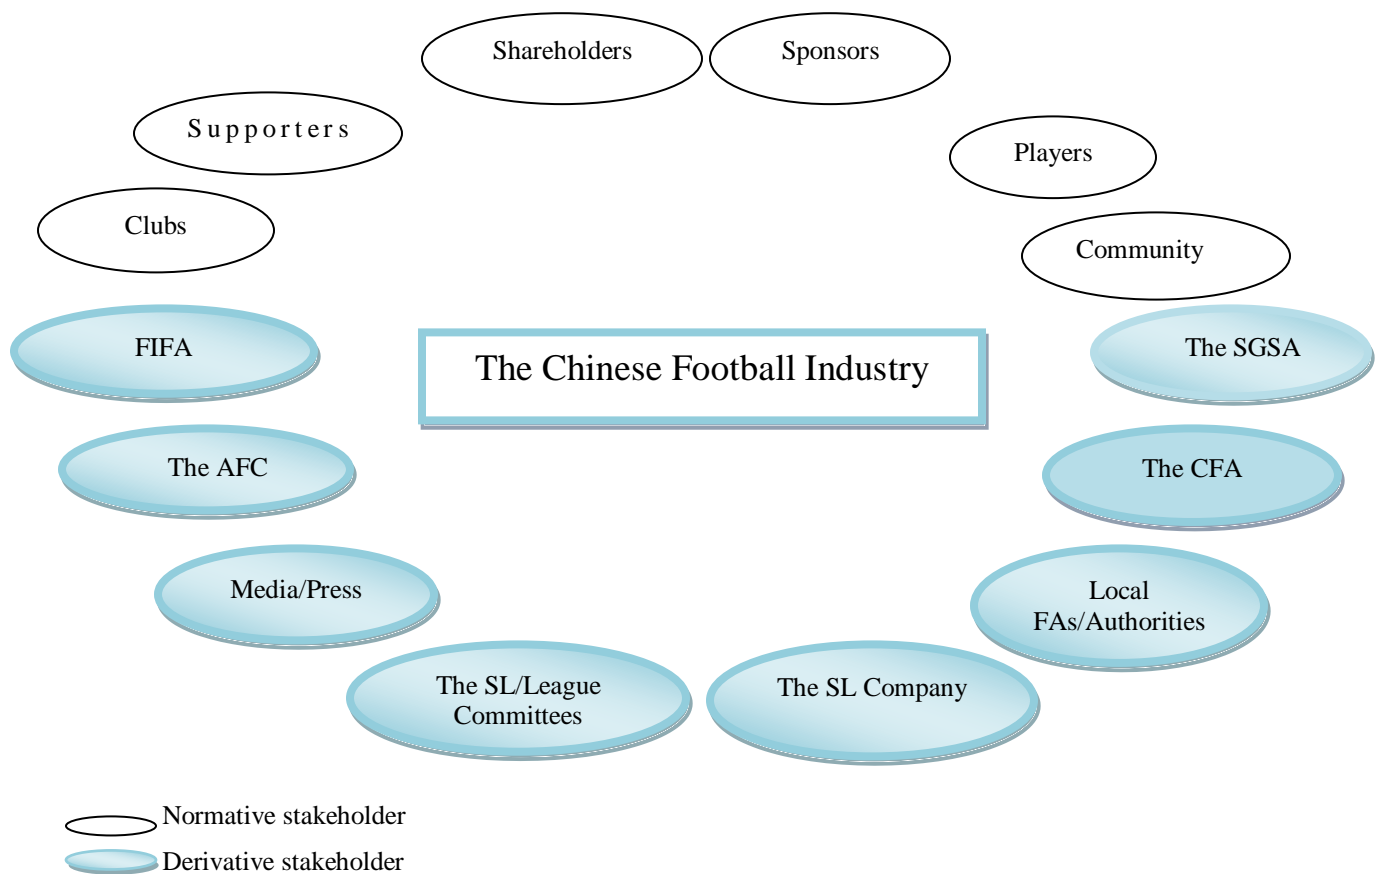 Shareholders
Sponsors
Supporters
Players
Clubs
Community
FIFA
The SGSA
The Chinese Football Industry
The AFC
The CFA
Media/Press
Local
FAs/Authorities
The SL/League
Committees
The SL Company
Normative stakeholder
Derivative stakeholder